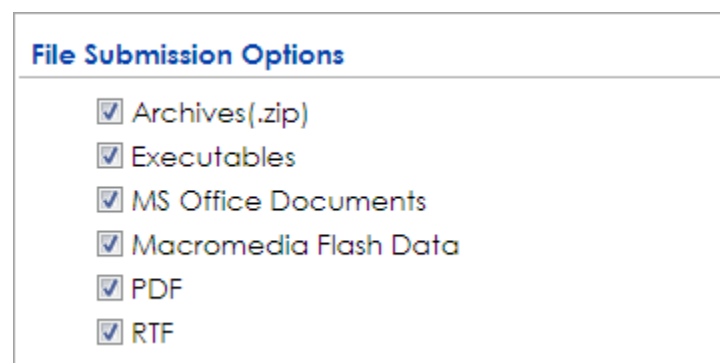 File Submission Options
Archives(.zip)
Executables
MS Office Documents
Macromedia Flash Data
PDF
RTF